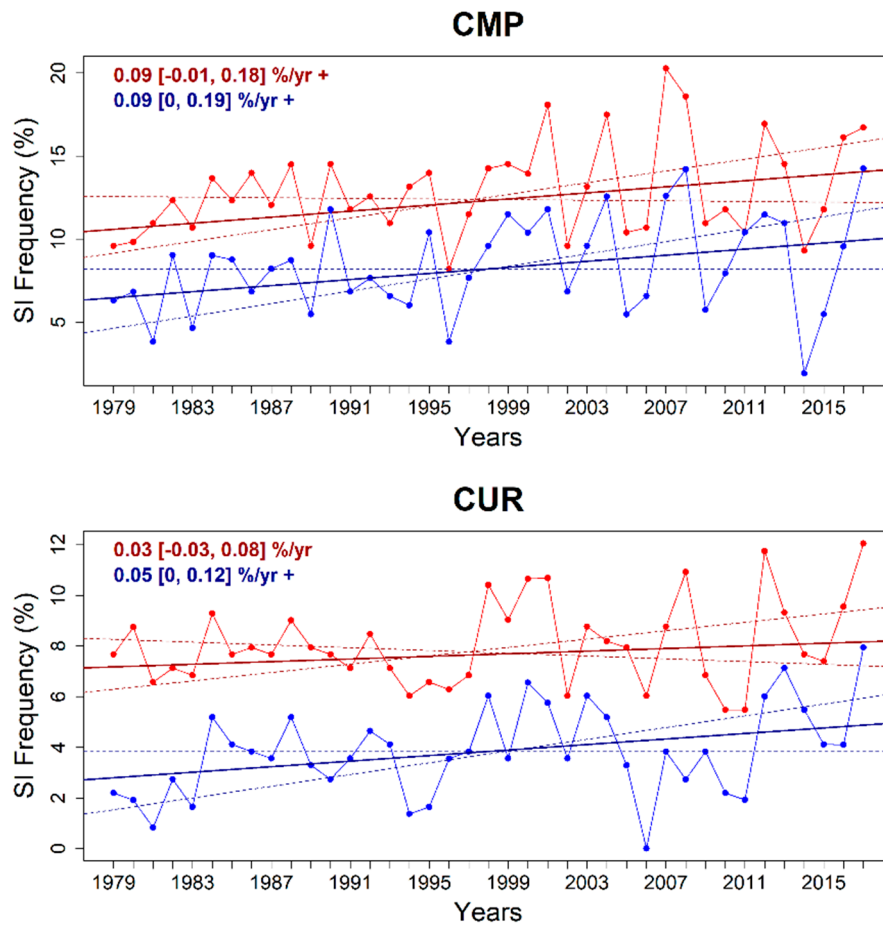 CMP
0.09 [-0.01, 0.18] %/yr +
0.09 [0, 0.19] %/yr +
SI Frequency (%)
20
15
10
5
1979 1983 1987 1991 1995 1999 2003 2007 2011 2015
Years
CUR
0.03 [-0.03, 0.08] %/yr
0.05 [0, 0.12] %/yr +
SI Frequency (%)
12
10
8
6
4
2
0
1979 1983 1987 1991 1995 1999 2003 2007 2011 2015
Years